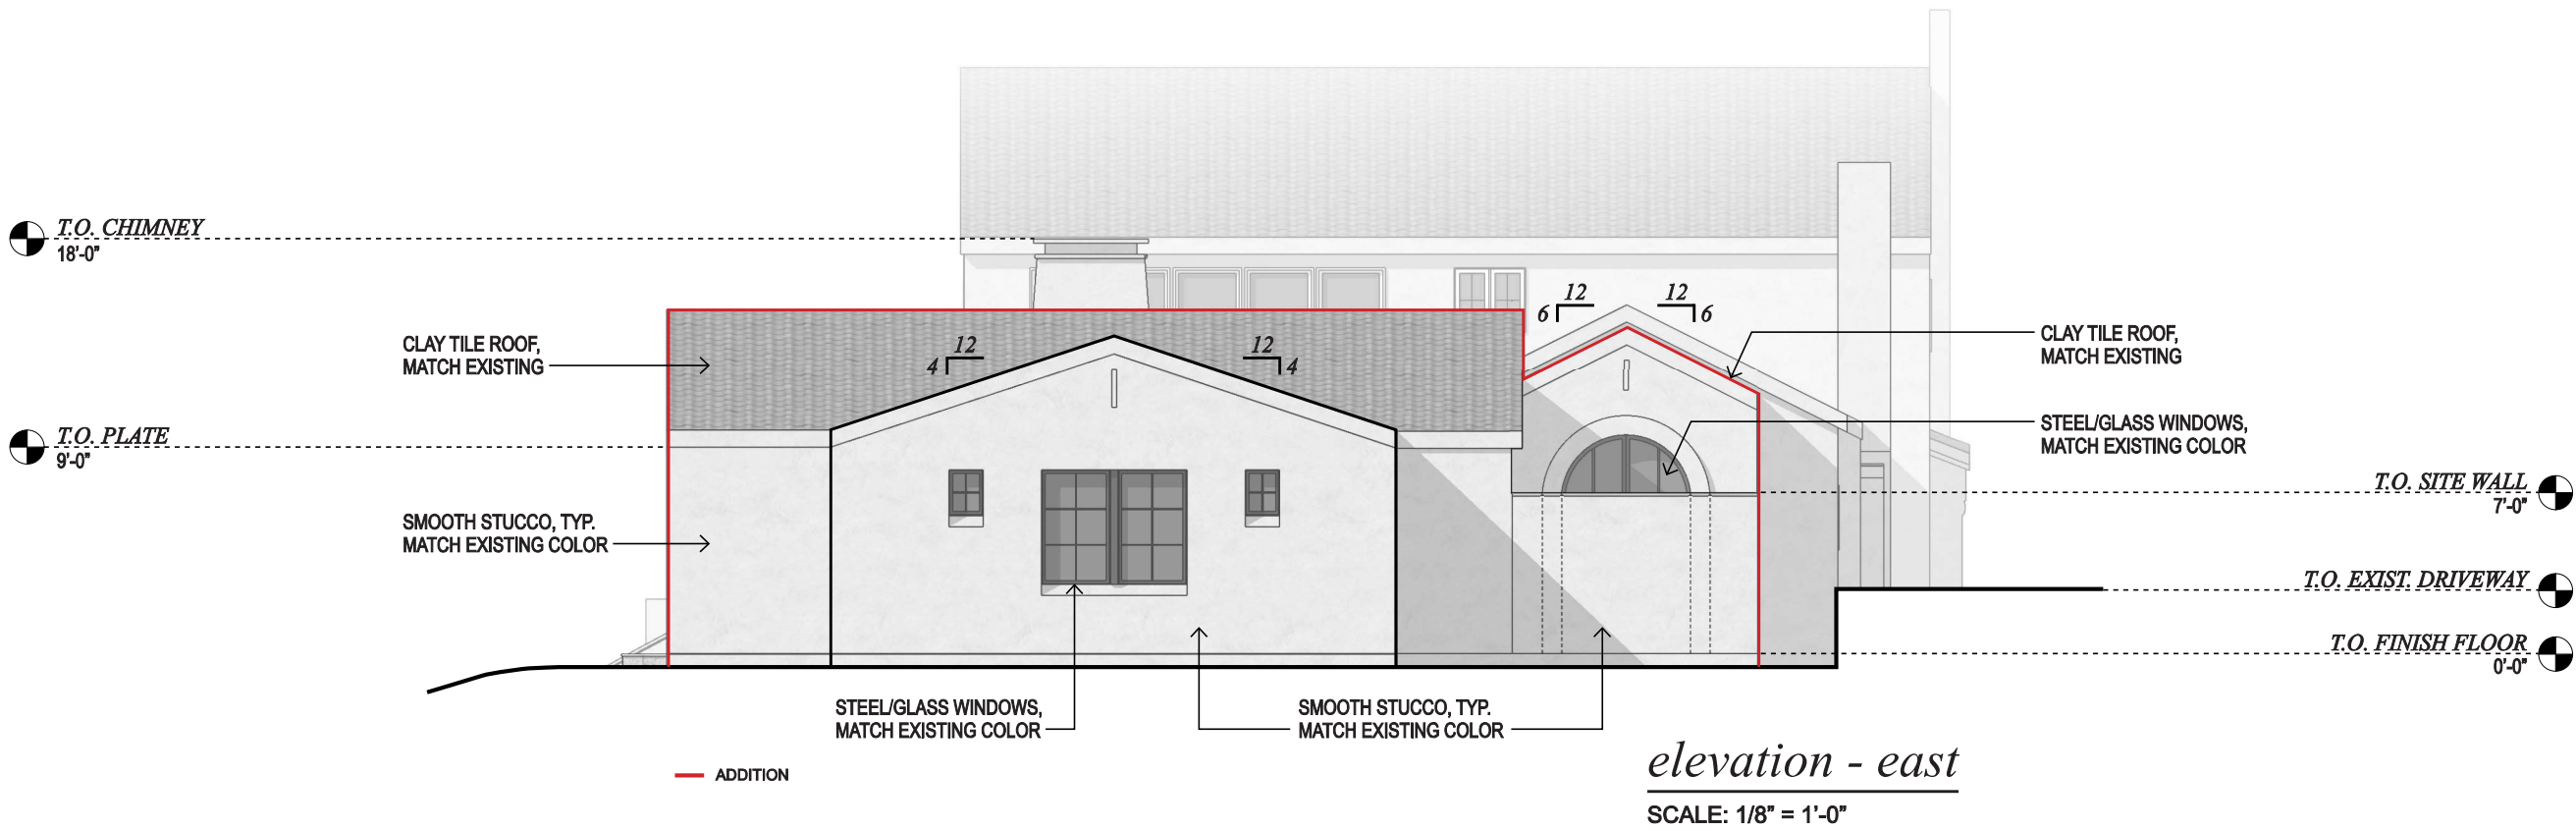 T.O. CHIMNEY
18'-0"
12
6
12
6
CLAY TILE ROOF,
MATCH EXISTING
12
4
12
4
CLAY TILE ROOF,
MATCH EXISTING
T.O. PLATE
9'-0"
STEEL/GLASS WINDOWS,
MATCH EXISTING COLOR
T.O. SITE WALL
7'-0"
SMOOTH STUCCO, TYP.
MATCH EXISTING COLOR
T.O. EXIST. DRIVEWAY
T.O. FINISH FLOOR
0'-0"
STEEL/GLASS WINDOWS,
MATCH EXISTING COLOR
SMOOTH STUCCO, TYP.
MATCH EXISTING COLOR
ADDITION
elevation - east
SCALE: 1/8" = 1'-0"